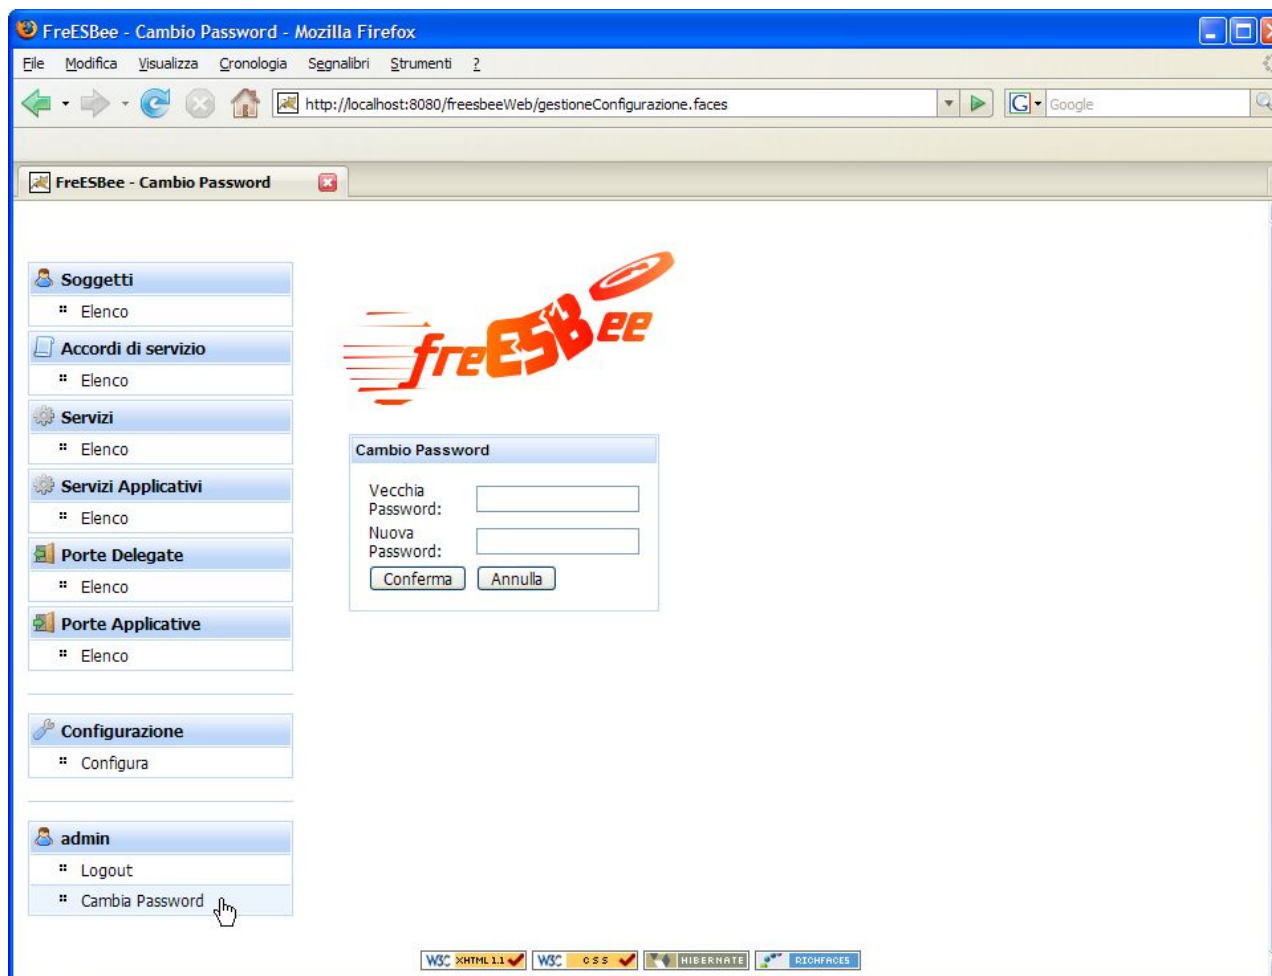 FreESBee - Cambio Password - Mozilla Firefox
File Modifica Visualizza Cronologia Segnalibri Strumenti ?
http://localhost:8080/freesbeeWeb/gestioneConfigurazione.faces
G Google
FreESBee - Cambio Password
freESBee
Soggetti
Elenco
Accordi di servizio
Elenco
Servizi
Elenco
Servizi Applicativi
Elenco
Porte Delegate
Elenco
Porte Applicative
Elenco
Configurazione
Configura
admin
Logout
Cambia Password
Cambio Password
Vecchia
Password:
Nuova
Password:
Conferma Annulla
W3C XHTML 1.1 W3C CSS HIBERNATE RICHFACES